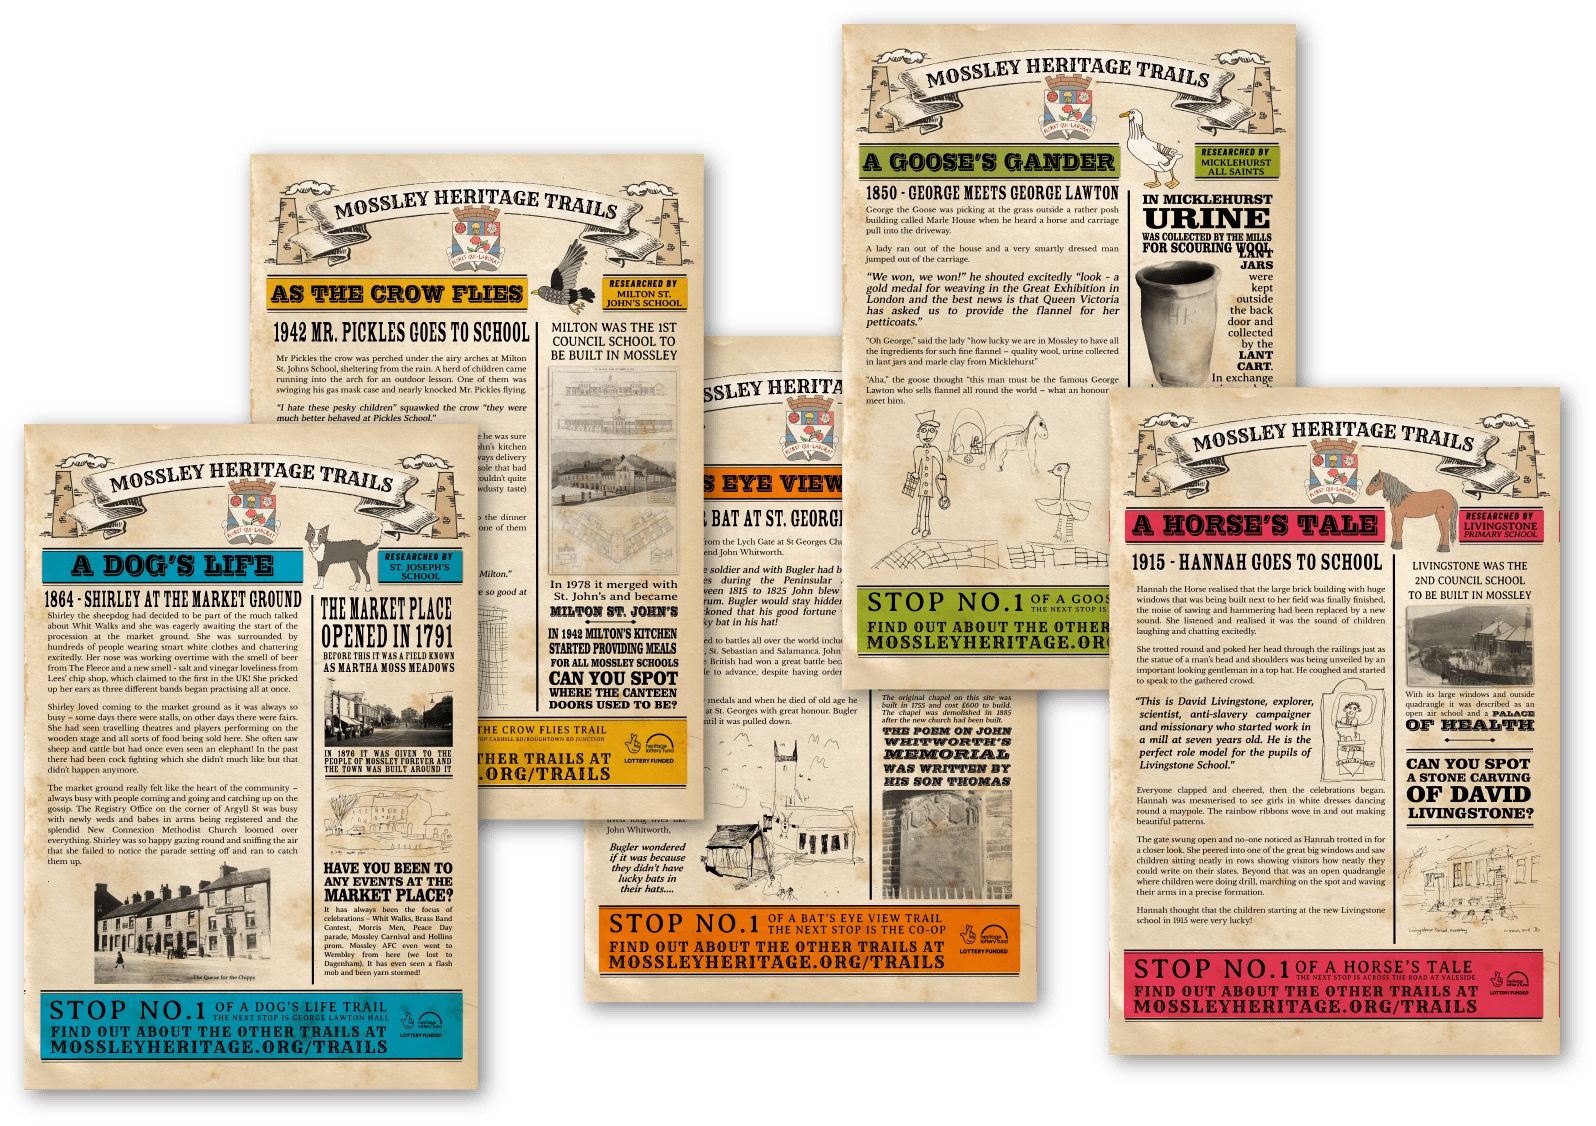 MOSSLEY HERITAGE TRAILS
FLORET QUI LABORAT
A DOG'S LIFE
RESEARCHED BY
ST. JOSEPH'S
SCHOOL
1864 - SHIRLEY AT THE MARKET GROUND
Shirley the sheepdog had decided to be part of the much talked
about Whit Walks and she was eagerly awaiting the start of the
procession at the market ground. She was surrounded by
hundreds of people wearing smart white clothes and chattering
excitedly. Her nose was working overtime with the smell of beer
from The Fleece and a new smell - salt and vinegar loveliness from
Lees' chip shop, which claimed to the first in the UK! She pricked
up her ears as three different bands began practising all at once.
Shirley loved coming to the market ground as it was always so
busy – some days there were stalls, on other days there were fairs.
She had seen travelling theatres and players performing on the
wooden stage and all sorts of food being sold here. She often saw
sheep and cattle but had once even seen an elephant! In the past
there had been cock fighting which she didn't much like but that
didn't happen anymore.
The market ground really felt like the heart of the community –
always busy with people coming and going and catching up on the
gossip. The Registry Office on the corner of Argyll St was busy
with newly weds and babes in arms being registered and the
splendid New Connexion Methodist Church loomed over
everything. Shirley was so happy gazing round and sniffing the air
that she failed to notice the parade setting off and ran to catch
them up.
The Queue for the Chippy
THE MARKET PLACE
OPENED IN 1791
BEFORE THIS IT WAS A FIELD KNOWN
AS MARTHA MOSS MEADOWS
IN 1876 IT WAS GIVEN TO THE
PEOPLE OF MOSSLEY FOREVER AND
THE TOWN WAS BUILT AROUND IT
HAVE YOU BEEN TO
ANY EVENTS AT THE
MARKET PLACE?
It has always been the focus of
celebrations – Whit Walks, Brass Band
Contest, Morris Men, Peace Day
parade, Mossley Carnival and Hollins
prom. Mossley AFC even went to
Wembley from here (we lost to
Dagenham). It has even seen a flash
mob and been yarn stormed!
STOP NO.1 OF A DOG'S LIFE TRAIL
THE NEXT STOP IS GEORGE LAWTON HALL
FIND OUT ABOUT THE OTHER TRAILS AT
MOSSLEYHERITAGE.ORG/TRAILS
heritage
lottery fund
LOTTERY FUNDED
MOSSLEY HERITAGE TRAILS
FLORET QUI LABORAT
AS THE CROW FLIES
RESEARCHED BY
MILTON ST.
JOHN'S SCHOOL
1942 MR. PICKLES GOES TO SCHOOL
Mr Pickles the crow was perched under the airy arches at Milton
St. Johns School, sheltering from the rain. A herd of children came
running into the arch for an outdoor lesson. One of them was
swinging his gas mask case and nearly knocked Mr. Pickles flying.
"I hate these pesky children" squawked the crow "they were
much better behaved at Pickles School."
he was sure
ohn's kitchen
ways delivery
sole that had
couldn't quite
wdusty taste)
o the dinner
one of them
Milton."
e so good at
MILTON WAS THE 1ST
COUNCIL SCHOOL TO
BE BUILT IN MOSSLEY
In 1978 it merged with
St. John's and became
MILTON ST. JOHN'S
IN 1942 MILTON'S KITCHEN
STARTED PROVIDING MEALS
FOR ALL MOSSLEY SCHOOLS
CAN YOU SPOT
WHERE THE CANTEEN
DOORS USED TO BE?
THE CROW FLIES TRAIL
TOP CARHILL RD/ROUGHTOWN RD JUNCTION
THER TRAILS AT
.ORG/TRAILS
heritage
lottery fund
LOTTERY FUNDED
SSLEY HERITA
FLORET QUI LABORAT
S EYE VIEW
BAT AT ST. GEORG
from the Lych Gate at St Georges Chu
end John Whitworth.
e soldier and with Bugler had b
es during the Peninsular
ween 1815 to 1825 John blew
rum. Bugler would stay hidden
ckoned that his good fortune
ky bat in his hat!
ed to battles all over the world inclu
, St. Sebastian and Salamanca. John
e British had won a great battle beca
le to advance, despite having order
medals and when he died of old age he
at St. Georges with great honour. Bugler
ntil it was pulled down.
lived long lives like
John Whitworth,
Bugler wondered
if it was because
they didn't have
lucky bats in
their hats....
The original chapel on this site was
built in 1755 and cost £600 to build.
The chapel was demolished in 1885
after the new church had been built.
THE POEM ON JOHN
WHITWORTH'S
MEMORIAL
WAS WRITTEN BY
HIS SON THOMAS
STOP NO.1 OF A BAT'S EYE VIEW TRAIL
THE NEXT STOP IS THE CO-OP
FIND OUT ABOUT THE OTHER TRAILS AT
MOSSLEYHERITAGE.ORG/TRAILS
heritage
lottery fund
LOTTERY FUNDED
MOSSLEY HERITAGE TRAILS
FLORET QUI LABORAT
A GOOSE'S GANDER
RESEARCHED BY
MICKLEHURST
ALL SAINTS
1850 - GEORGE MEETS GEORGE LAWTON
George the Goose was picking at the grass outside a rather posh
building called Marle House when he heard a horse and carriage
pull into the driveway.
A lady ran out of the house and a very smartly dressed man
jumped out of the carriage.
"We won, we won!" he shouted excitedly "look - a
gold medal for weaving in the Great Exhibition in
London and the best news is that Queen Victoria
has asked us to provide the flannel for her
petticoats."
"Oh George," said the lady "how lucky we are in Mossley to have all
the ingredients for such fine flannel – quality wool, urine collected
in lant jars and marle clay from Micklehurst"
"Aha," the goose thought "this man must be the famous George
Lawton who sells flannel all round the world – what an honour
meet him.
IN MICKLEHURST
URINE
WAS COLLECTED BY THE MILLS
FOR SCOURING WOOL.
LANT
JARS
were
kept
outside
the back
door and
collected
by the
LANT
CART.
In exchange
STOP NO.1 OF A GOOS
THE NEXT STOP IS
FIND OUT ABOUT THE OTHER
MOSSLEYHERITAGE.OR
MOSSLEY HERITAGE TRAILS
FLORET QUI LABORAT
A HORSE'S TALE
RESEARCHED BY
LIVINGSTONE
PRIMARY SCHOOL
1915 - HANNAH GOES TO SCHOOL
Hannah the Horse realised that the large brick building with huge
windows that was being built next to her field was finally finished,
the noise of sawing and hammering had been replaced by a new
sound. She listened and realised it was the sound of children
laughing and chatting excitedly.
She trotted round and poked her head through the railings just as
the statue of a man's head and shoulders was being unveiled by an
important looking gentleman in a top hat. He coughed and started
to speak to the gathered crowd.
"This is David Livingstone, explorer,
scientist, anti-slavery campaigner
and missionary who started work in
a mill at seven years old. He is the
perfect role model for the pupils of
Livingstone School."
Everyone clapped and cheered, then the celebrations began.
Hannah was mesmerised to see girls in white dresses dancing
round a maypole. The rainbow ribbons wove in and out making
beautiful patterns.
The gate swung open and no-one noticed as Hannah trotted in for
a closer look. She peered into one of the great big windows and saw
children sitting neatly in rows showing visitors how neatly they
could write on their slates. Beyond that was an open quadrangle
where children were doing drill, marching on the spot and waving
their arms in a precise formation.
Hannah thought that the children starting at the new Livingstone
school in 1915 were very lucky!
LIVINGSTONE WAS THE
2ND COUNCIL SCHOOL
TO BE BUILT IN MOSSLEY
With its large windows and outside
quadrangle it was described as an
open air school and a PALACE
OF HEALTH
CAN YOU SPOT
A STONE CARVING
OF DAVID
LIVINGSTONE?
Livingstone School, Mossley
STOP NO.1 OF A HORSE'S TALE
THE NEXT STOP IS ACROSS THE ROAD AT VALESIDE
FIND OUT ABOUT THE OTHER TRAILS AT
MOSSLEYHERITAGE.ORG/TRAILS
heritage
lottery fund
LOTTERY FUNDED